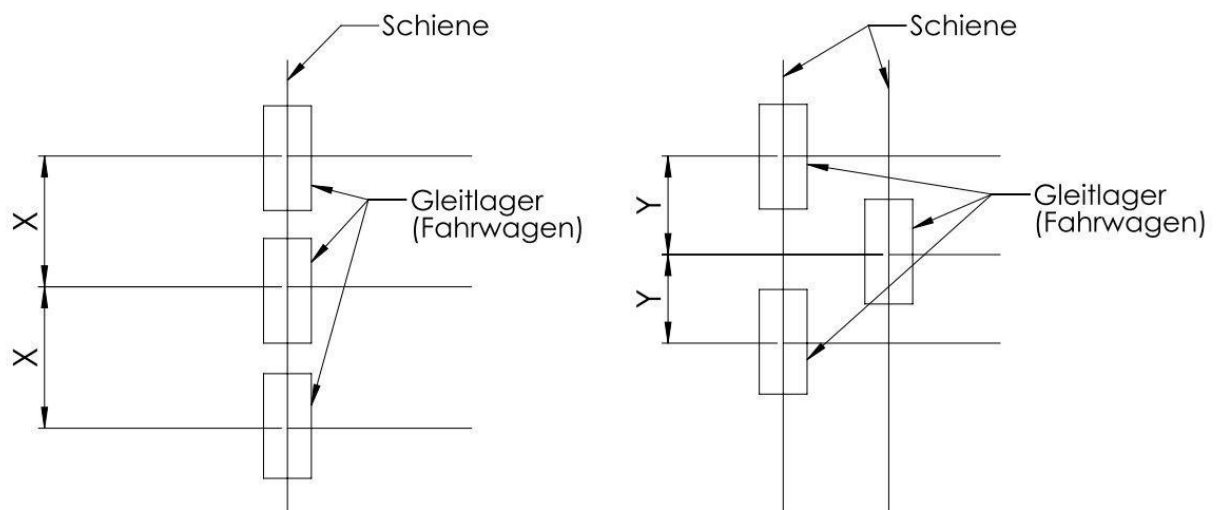 Schiene
Gleitlager
(Fahrwagen)
X
X
Schiene
Gleitlager
(Fahrwagen)
Y
Y